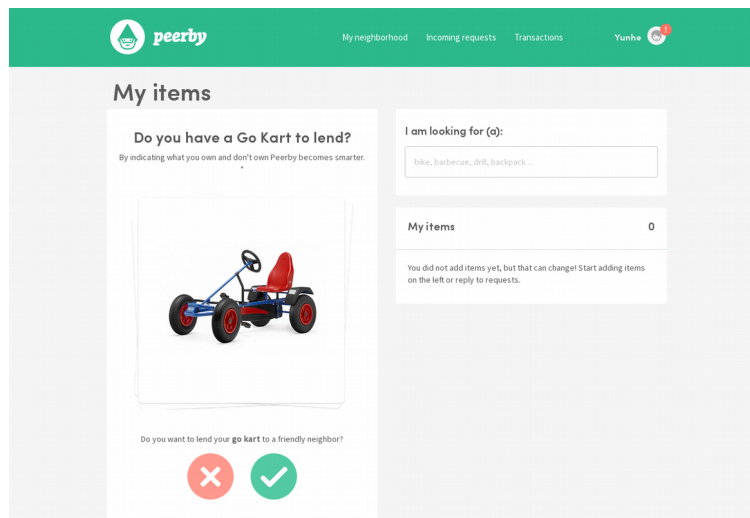 peerby
My neighborhood
Incoming requests
Transactions
Yunhe
!
My items
Do you have a Go Kart to lend?
By indicating what you own and don't own Peerby becomes smarter.
Do you want to lend your go kart to a friendly neighbor?
I am looking for (a):
bike, barbecue, drill, backpack ...
My items 0
You did not add items yet, but that can change! Start adding items
on the left or reply to requests.